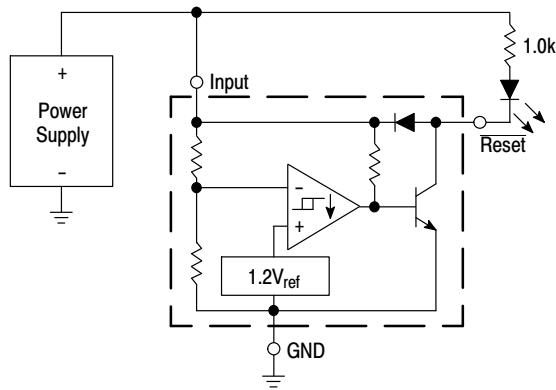 1.0k
+
Input
Power
Supply
Reset
-
-
+
1.2Vref
GND